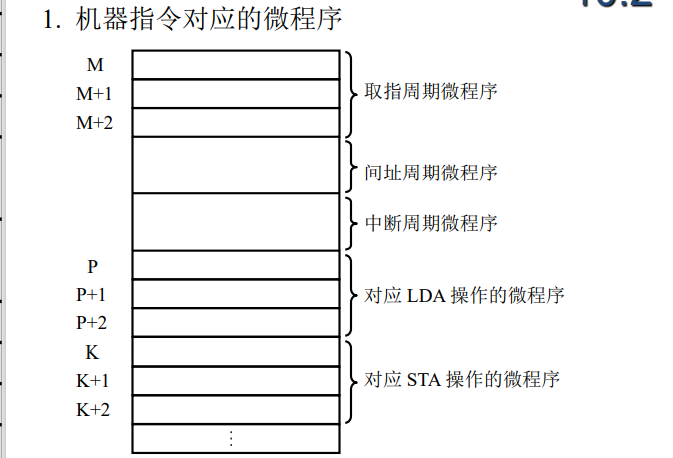 1. 机器指令对应的微程序
M
M+1
M+2
取指周期微程序
间址周期微程序
中断周期微程序
P
P+1
P+2
对应 LDA 操作的微程序
K
K+1
K+2
对应 STA 操作的微程序
⋮